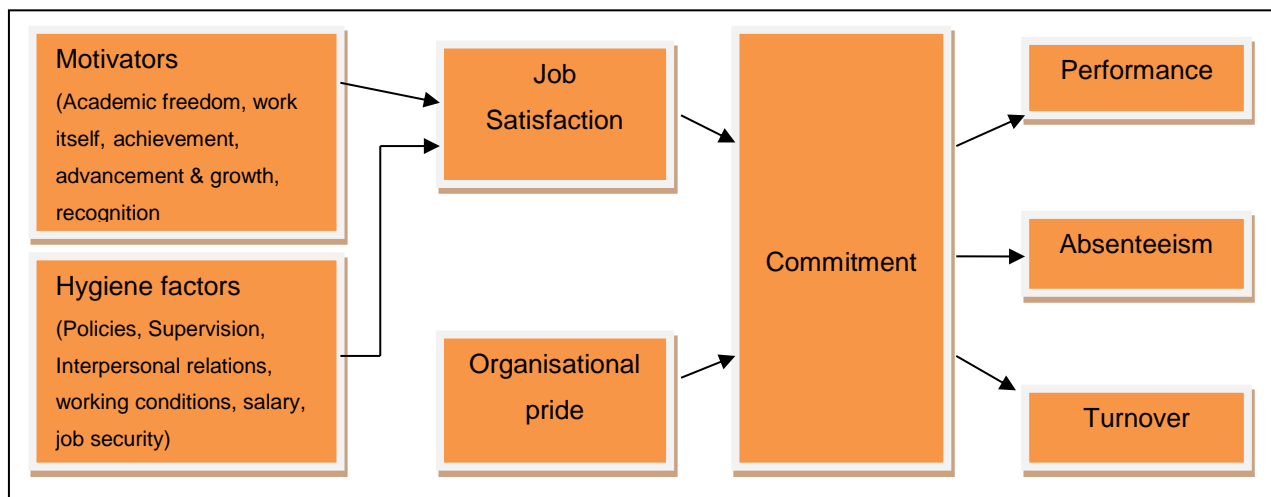 Motivators
(Academic freedom, work
itself, achievement,
advancement & growth,
recognition
Hygiene factors
(Policies, Supervision,
Interpersonal relations,
working conditions, salary,
job security)
Job
Satisfaction
Organisational
pride
Commitment
Performance
Absenteeism
Turnover